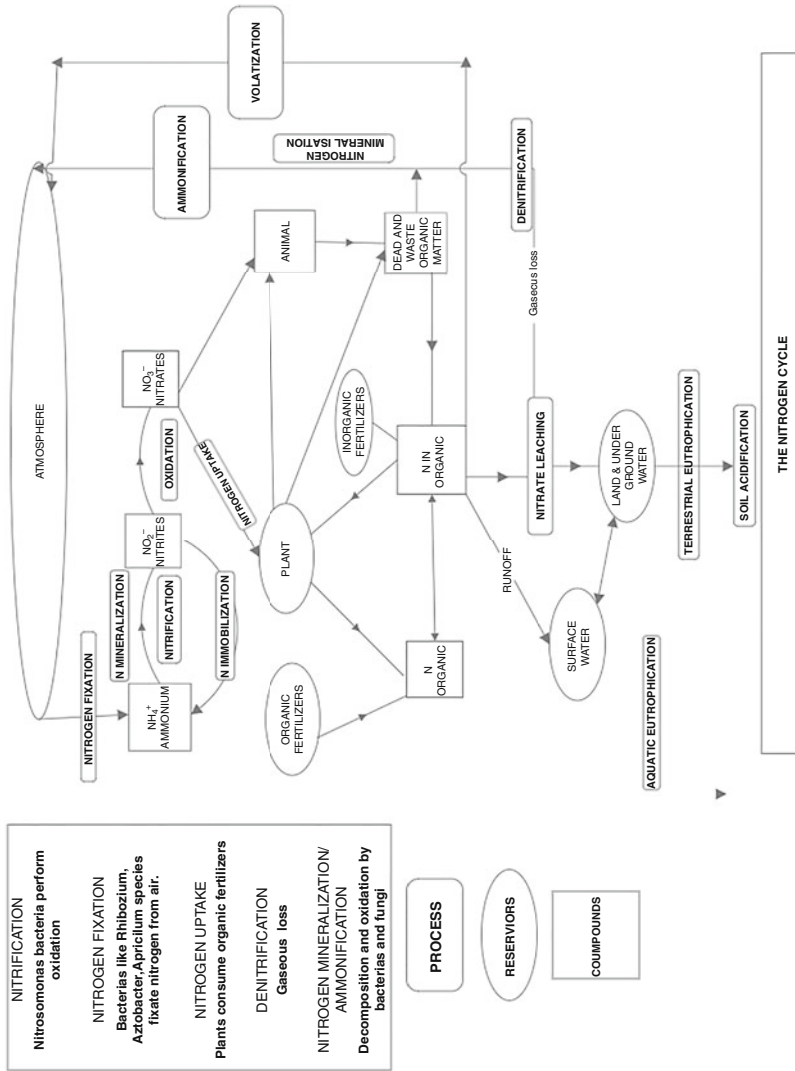 NITRIFICATION
Nitrosomonas bacteria perform
oxidation
NITROGEN FIXATION
Bacterias like Rhibozium,
Aztobacter,Apricilum species
fixate nitrogen from air.
NITROGEN UPTAKE
Plants consume organic fertilizers
DENITRIFICATION
Gaseous loss
NITROGEN MINERALIZATION/
AMMONIFICATION
Decomposition and oxidation by
bacterias and fungi
PROCESS
RESERVIORS
COUMPOUNDS
ATMOSPHERE
NITROGEN FIXATION
NH₄⁺
AMMONIUM
N MINERALIZATION
NITRIFICATION
N IMMOBILIZATION
NO₂⁻
NITRITES
OXIDATION
NO₃⁻
NITRATES
NITROGEN UPTAKE
AMMONIFICATION
VOLATIZATION
NITROGEN
MINERAL ISATION
ORGANIC
FERTILIZERS
PLANT
ANIMAL
INORGANIC
FERTILIZERS
DEAD AND
WASTE
ORGANIC
MATTER
N
ORGANIC
N IN
ORGANIC
DENITRIFICATION
Gasecus loss
RUNOFF
NITRATE LEACHING
SURFACE
WATER
LAND & UNDER
GROUND
WATER
AQUATIC EUTROPHICATION
TERRESTRIAL EUTROPHICATION
SOIL ACIDIFICATION
THE NITROGEN CYCLE